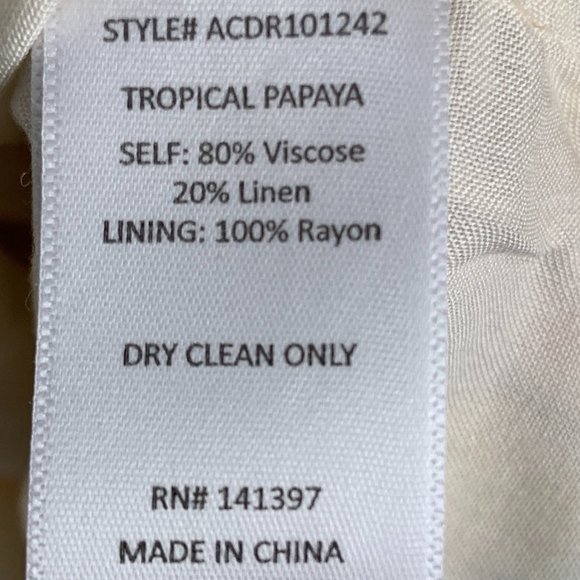 STYLE# ACDR101242
TROPICAL PAPAYA
SELF: 80% Viscose
20% Linen
LINING: 100% Rayon
DRY CLEAN ONLY
RN# 141397
MADE IN CHINA